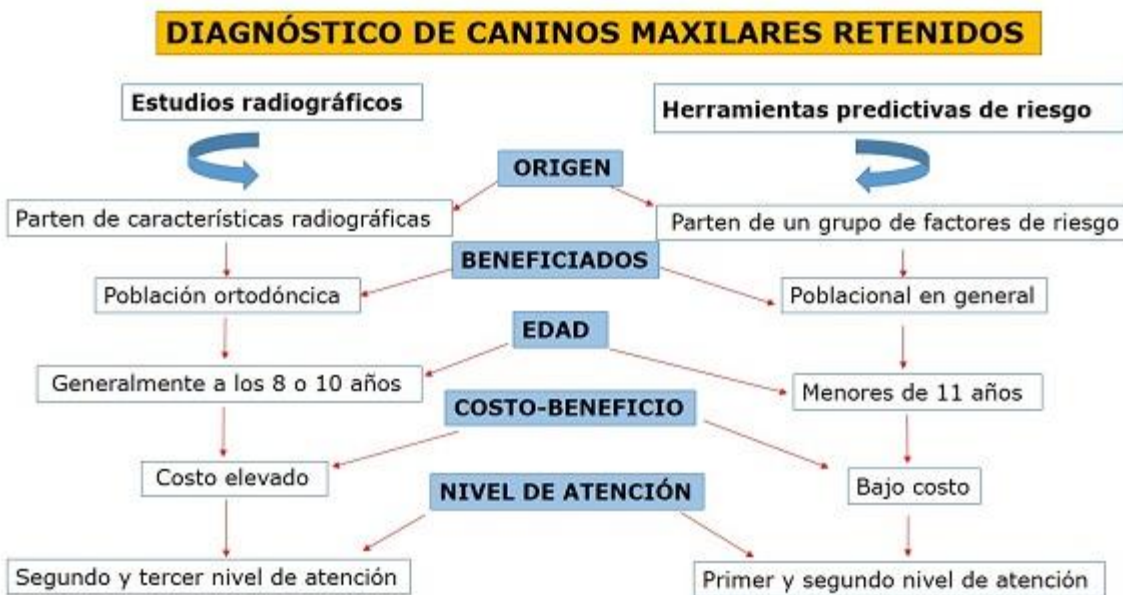 DIAGNÓSTICO DE CANINOS MAXILARES RETENIDOS
Estudios radiográficos
Herramientas predictivas de riesgo
ORIGEN
Parten de características radiográficas
Parten de un grupo de factores de riesgo
BENEFICIADOS
Población ortodóncica
Poblacional en general
EDAD
Generalmente a los 8 o 10 años
Menores de 11 años
COSTO-BENEFICIO
Costo elevado
Bajo costo
NIVEL DE ATENCIÓN
Segundo y tercer nivel de atención
Primer y segundo nivel de atención